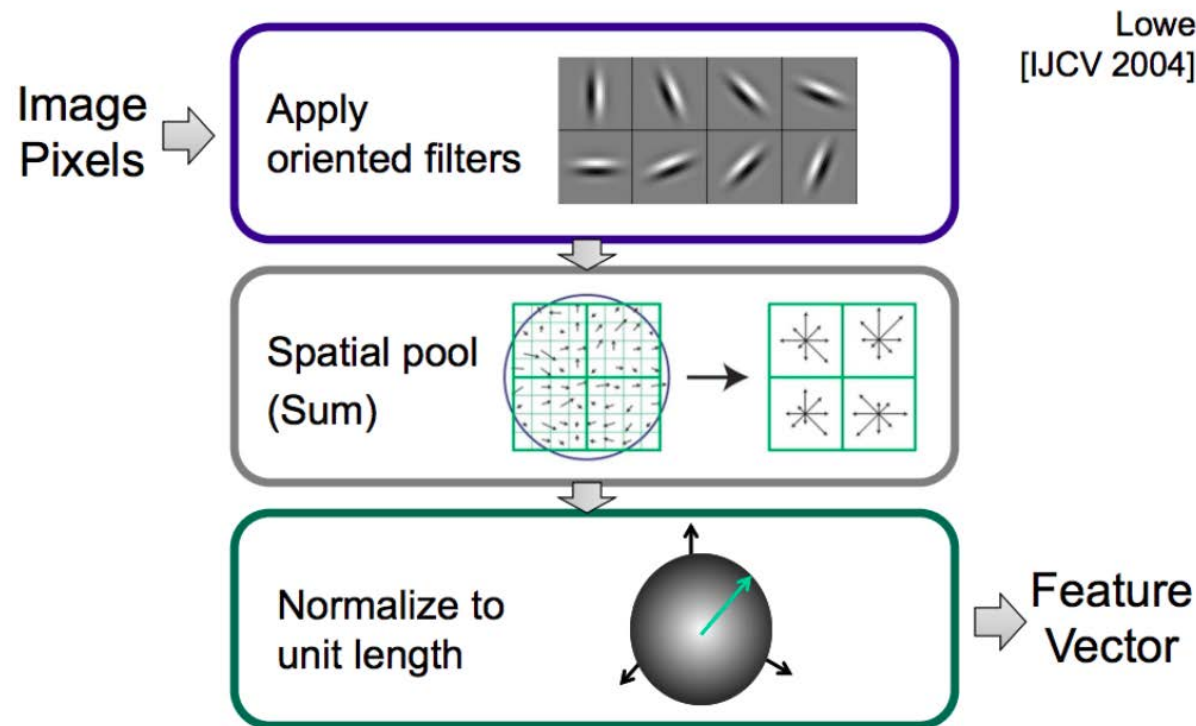 Lowe
[IJCV 2004]
Image
Pixels
Apply
oriented filters
Spatial pool
(Sum)
Normalize to
unit length
Feature
Vector